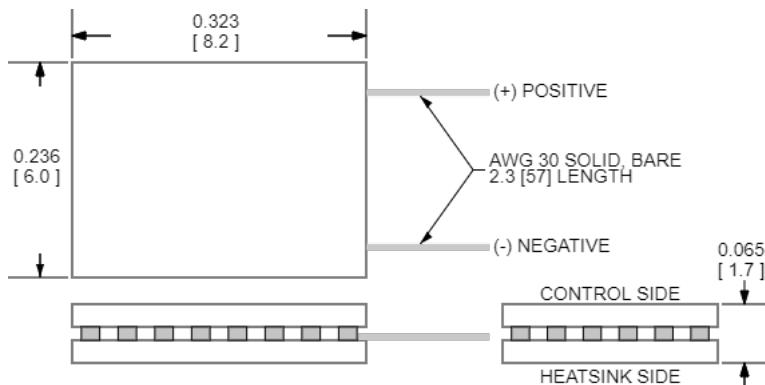 0.323
[ 8.2 ]
(+) POSITIVE
0.236
[ 6.0 ]
AWG 30 SOLID, BARE
2.3 [57] LENGTH
(-) NEGATIVE
0.065
[ 1.7 ]
CONTROL SIDE
HEATSINK SIDE